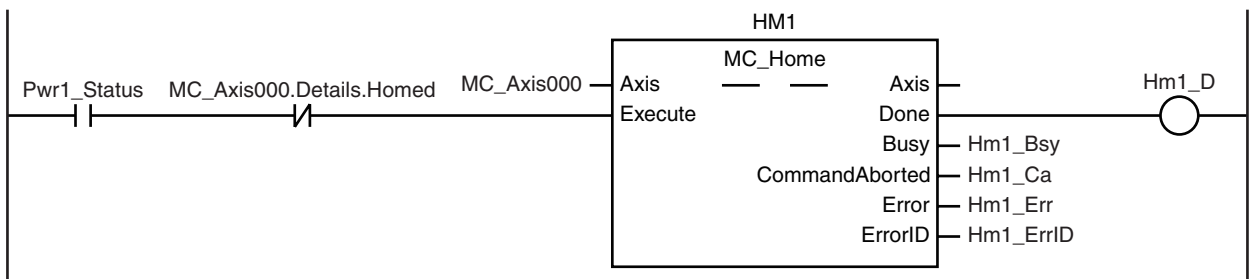 HM1
MC_Home
Pwr1_Status MC_Axis000.Details.Homed MC_Axis000 Axis Axis Hm1_D
Execute Done
Busy Hm1_Bsy
CommandAborted Hm1_Ca
Error Hm1_Err
ErrorID Hm1_ErrID